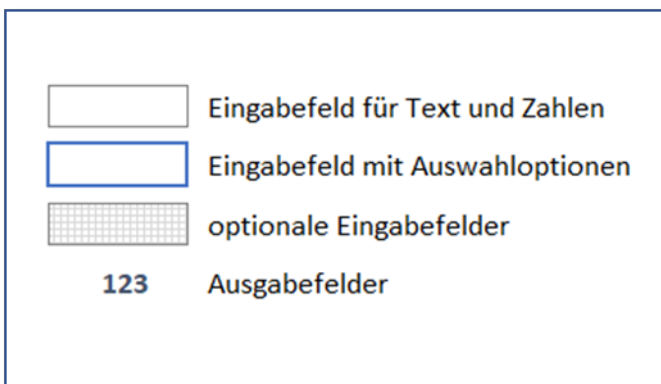 Eingabefeld für Text und Zahlen
Eingabefeld mit Auswahloptionen
optionale Eingabefelder
123 Ausgabefelder